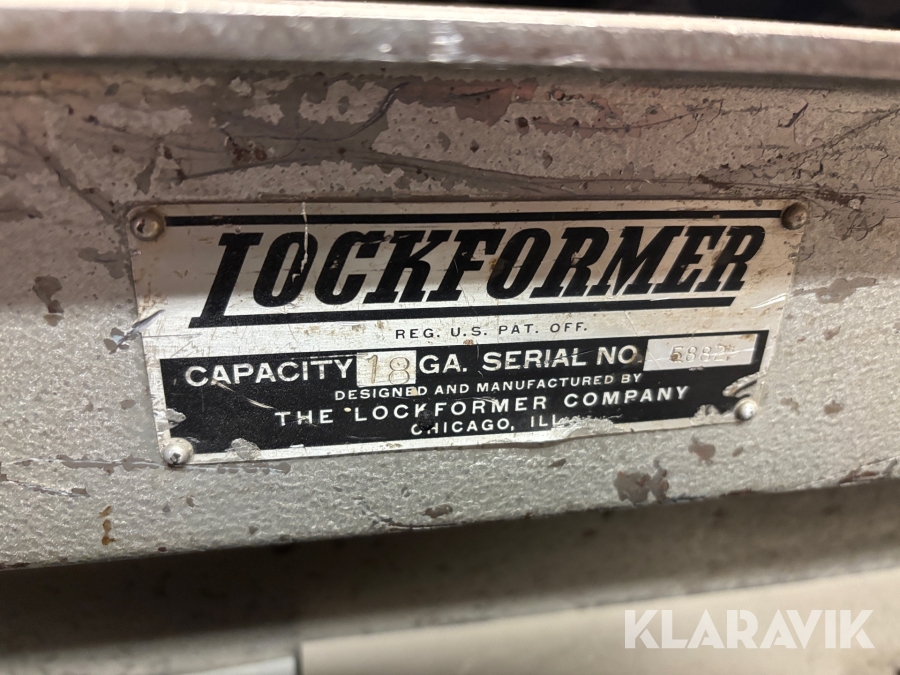 LOCKFORMER
REG. U.S. PAT. OFF.
CAPACITY 18 GA. SERIAL NO.
DESIGNED AND MANUFACTURED BY
THE LOCKFORMER COMPANY
CHICAGO, ILL
KLARAVIK